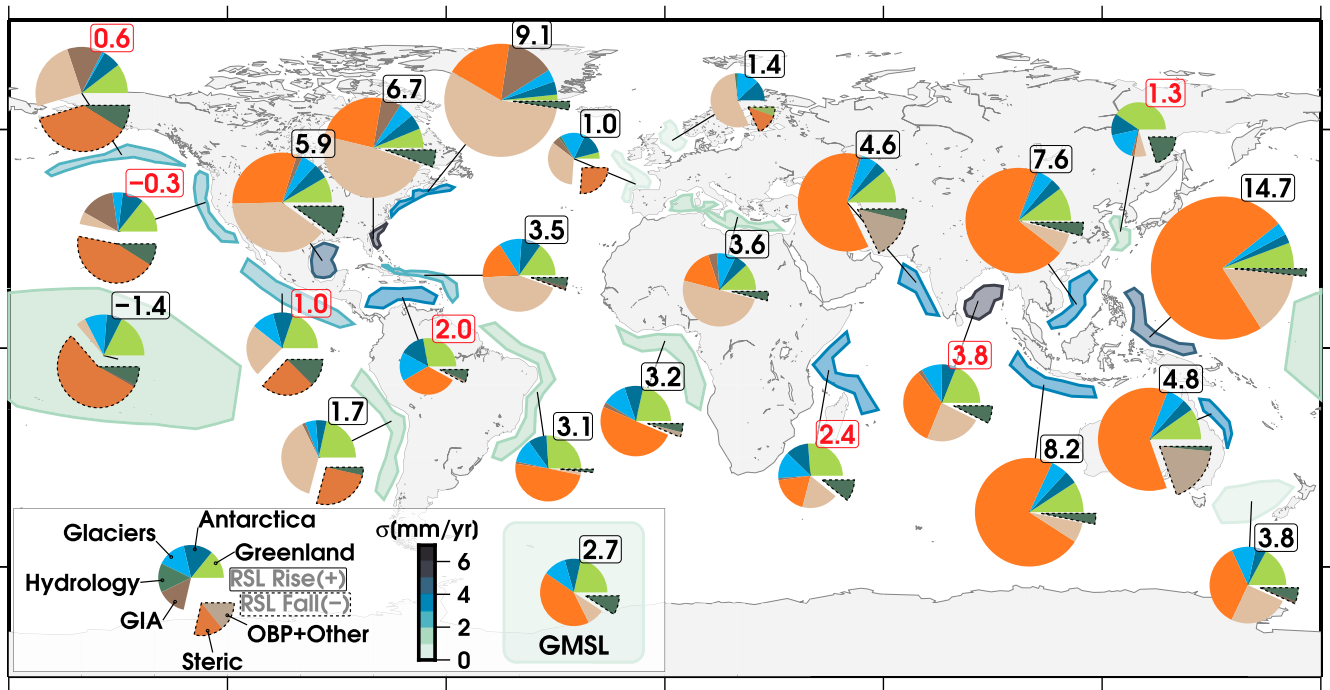 0.6
9.1
6.7
1.4
1.3
1.0
5.9
4.6
7.6
14.7
−0.3
3.5
3.6
−1.4
1.0
2.0
3.8
3.2
4.8
1.7
3.1
2.4
8.2
3.8
Antarctica
Glaciers
Greenland
Hydrology
RSL Rise(+)
RSL Fall(−)
GIA
OBP+Other
Steric
σ(mm/yr)
6
4
2
0
2.7
GMSL